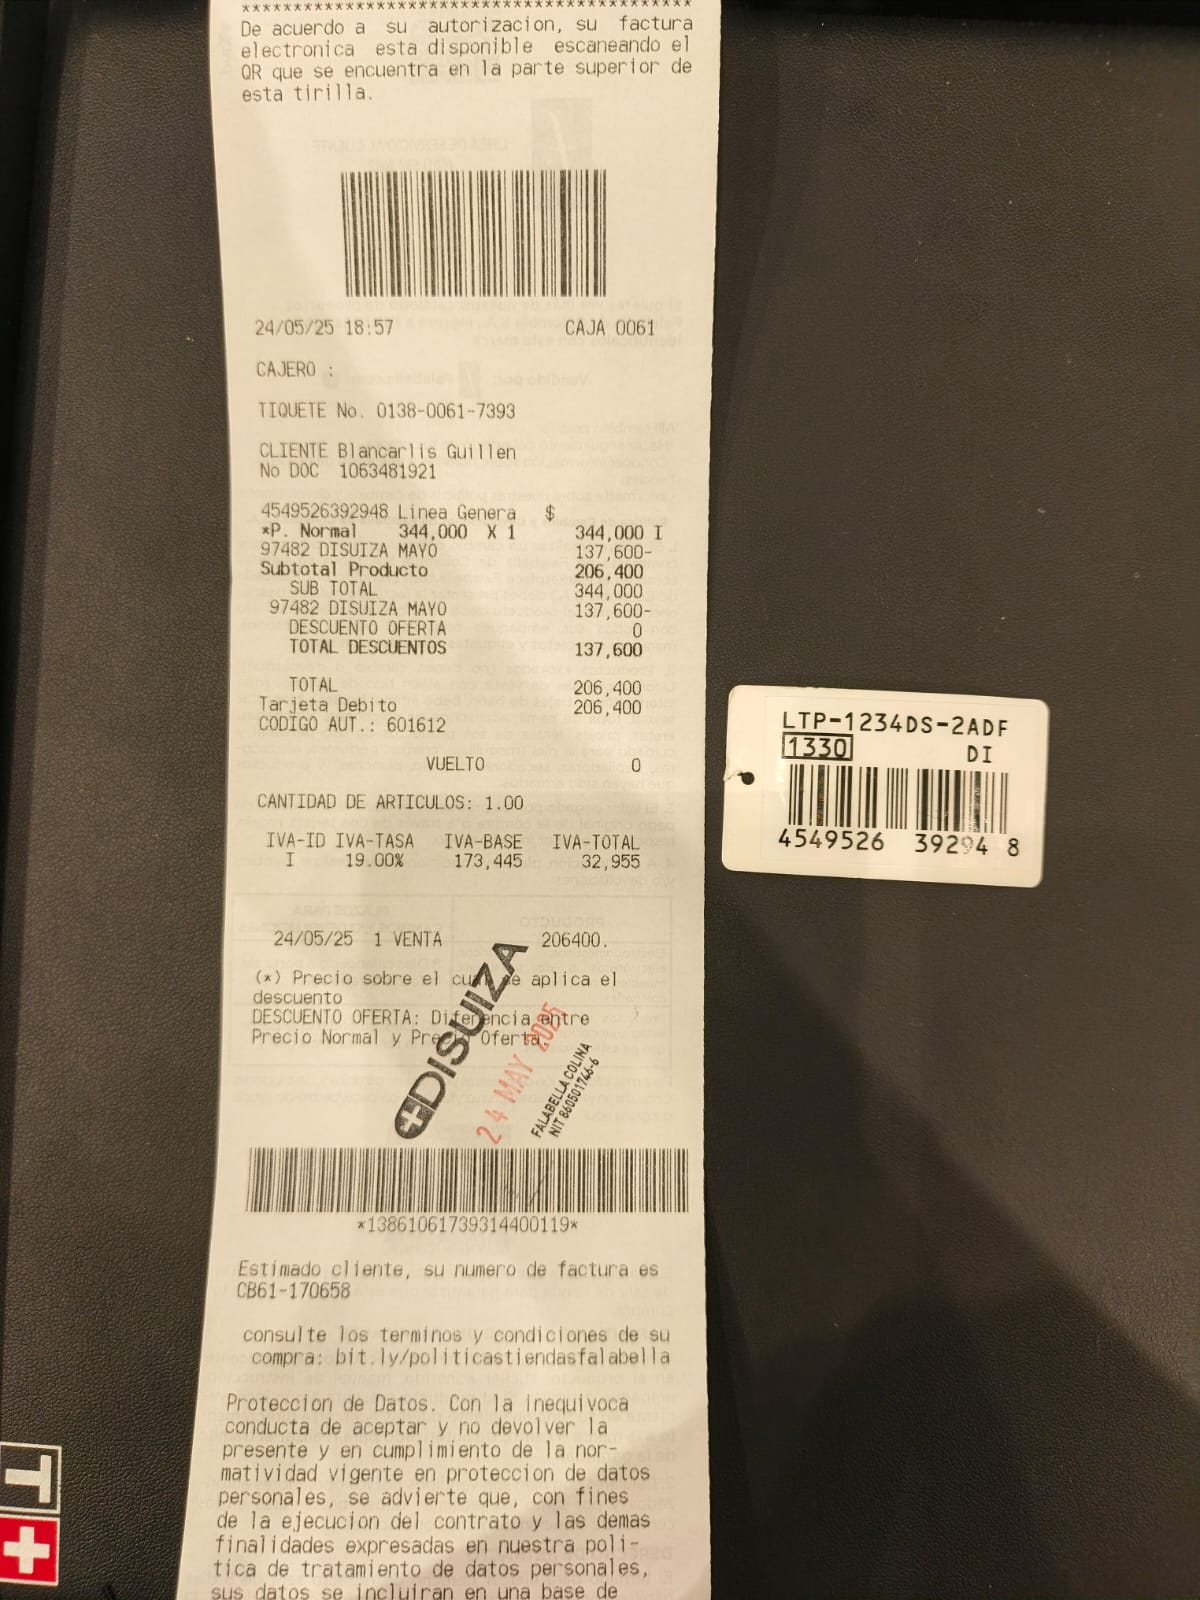 ******************************************
De acuerdo a su autorizacion, su factura
electronica esta disponible escaneando el
QR que se encuentra en la parte superior de
esta tirilla.
24/05/25 18:57 CAJA 0061
CAJERO :
TIQUETE No. 0138-0061-7393
CLIENTE Blancarlis Guillen
No DOC 1063481921
4549526392948 Linea Genera $
*P. Normal 344,000 X 1 344,000 I
97482 DISUIZA MAYO 137,600-
Subtotal Producto 206,400
SUB TOTAL 344,000
97482 DISUIZA MAYO 137,600-
DESCUENTO OFERTA 0
TOTAL DESCUENTOS 137,600
TOTAL 206,400
Tarjeta Debito 206,400
CODIGO AUT.: 601612
VUELTO 0
CANTIDAD DE ARTICULOS: 1.00
IVA-ID IVA-TASA IVA-BASE IVA-TOTAL
I 19.00% 173,445 32,955
24/05/25 1 VENTA 206400.
(*) Precio sobre el cual se aplica el
descuento
DESCUENTO OFERTA: Diferencia entre
Precio Normal y Precio Oferta.
DISUIZA
24 MAY 2025
FALABELLA COLINA
NIT 860501746-6
*13861061739314400119*
Estimado cliente, su numero de factura es
CB61-170658
consulte los terminos y condiciones de su
compra: bit.ly/politicastiendasfalabella
Proteccion de Datos. Con la inequivoca
conducta de aceptar y no devolver la
presente y en cumplimiento de la nor-
matividad vigente en proteccion de datos
personales, se advierte que, con fines
de la ejecucion del contrato y las demas
finalidades expresadas en nuestra poli-
tica de tratamiento de datos personales,
sus datos se incluiran en una base de
LTP-1234DS-2ADF
1330 DI
4549526 39294 8
T